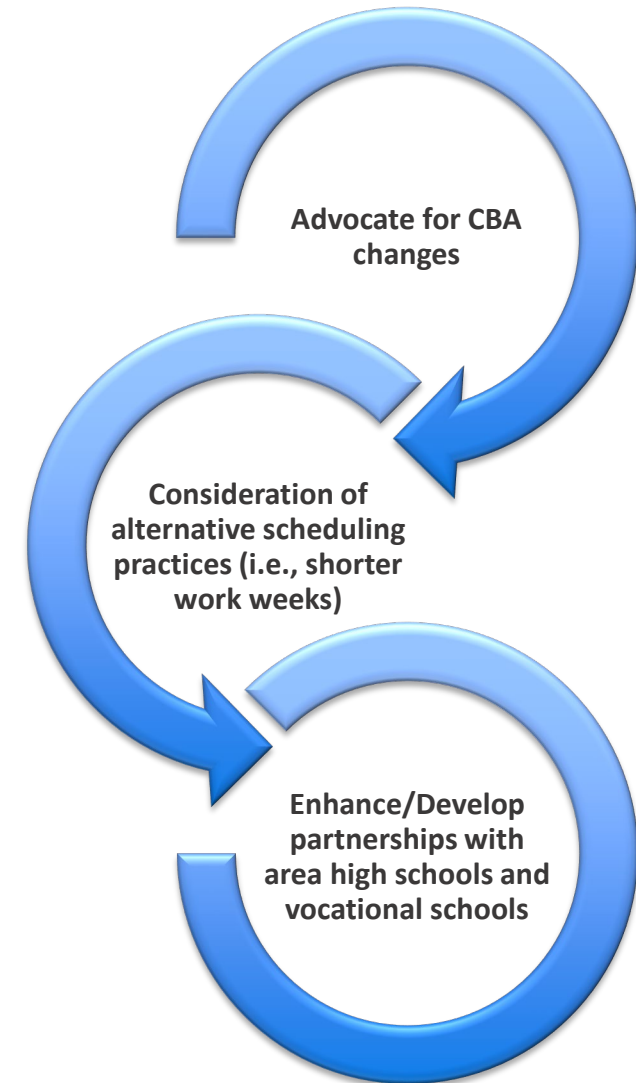 Advocate for CBA
changes
Consideration of
alternative scheduling
practices (i.e., shorter
work weeks)
Enhance/Develop
partnerships with
area high schools and
vocational schools